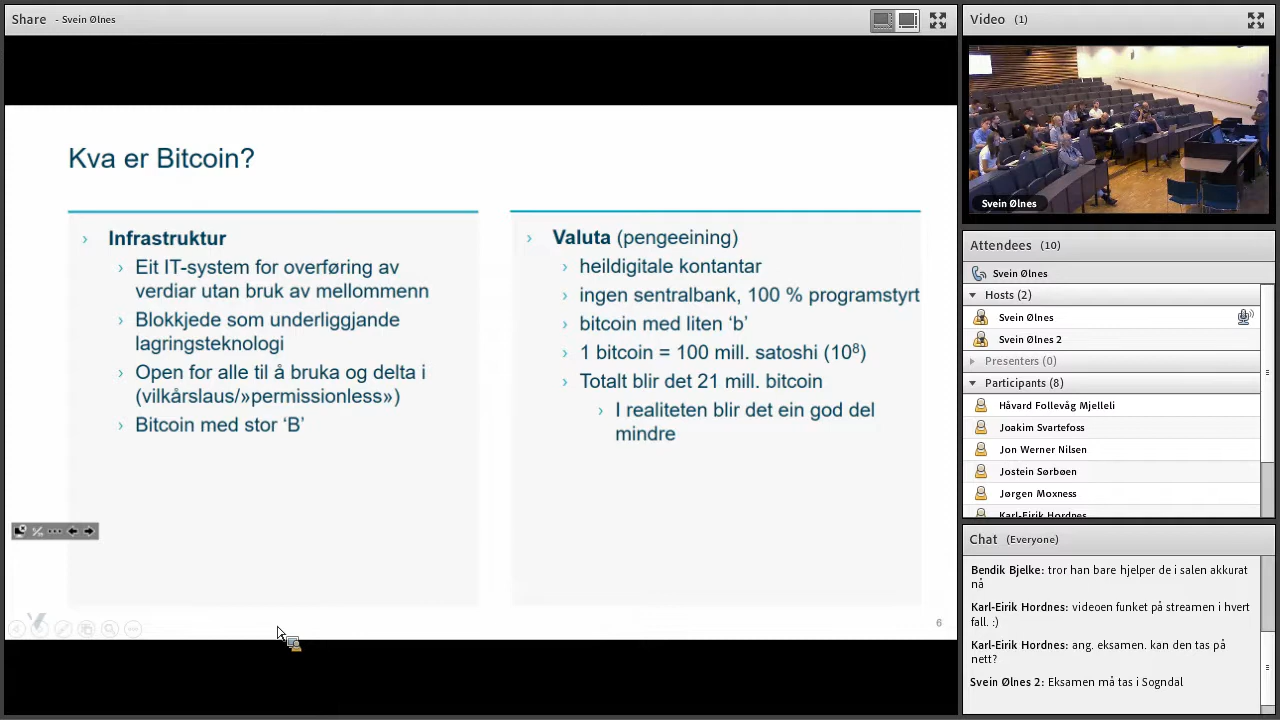 Share - Svein Ølnes
Kva er Bitcoin?
› Infrastruktur
› Eit IT-system for overføring av
verdiar utan bruk av mellommenn
› Blokkjede som underliggjande
lagringsteknologi
› Open for alle til å bruka og delta i
(vilkårslaus/»permissionless»)
› Bitcoin med stor ‘B’
› Valuta (pengeeining)
› heildigitale kontantar
› ingen sentralbank, 100 % programstyrt
› bitcoin med liten ‘b’
› 1 bitcoin = 100 mill. satoshi (10⁸)
› Totalt blir det 21 mill. bitcoin
› I realiteten blir det ein god del
mindre
6
Video (1)
Svein Ølnes
Attendees (10)
Svein Ølnes
Hosts (2)
Svein Ølnes
Svein Ølnes 2
Presenters (0)
Participants (8)
Håvard Follevåg Mjelleli
Joakim Svartefoss
Jon Werner Nilsen
Jostein Sørbøen
Jørgen Moxness
Karl-Eirik Hordnes
Chat (Everyone)
Bendik Bjelke: tror han bare hjelper de i salen akkurat
nå
Karl-Eirik Hordnes: videoen funket på streamen i hvert
fall. :)
Karl-Eirik Hordnes: ang. eksamen. kan den tas på
nett?
Svein Ølnes 2: Eksamen må tas i Sogndal